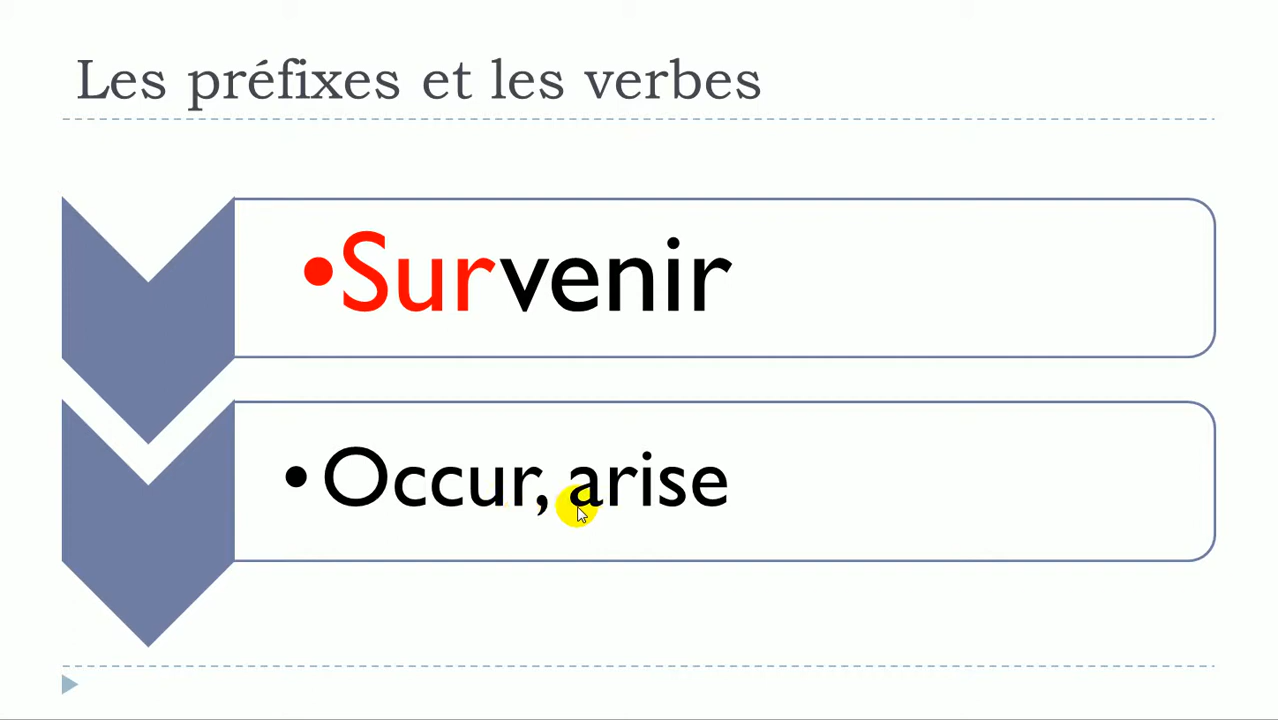 Les préfixes et les verbes
•Survenir
• Occur, arise